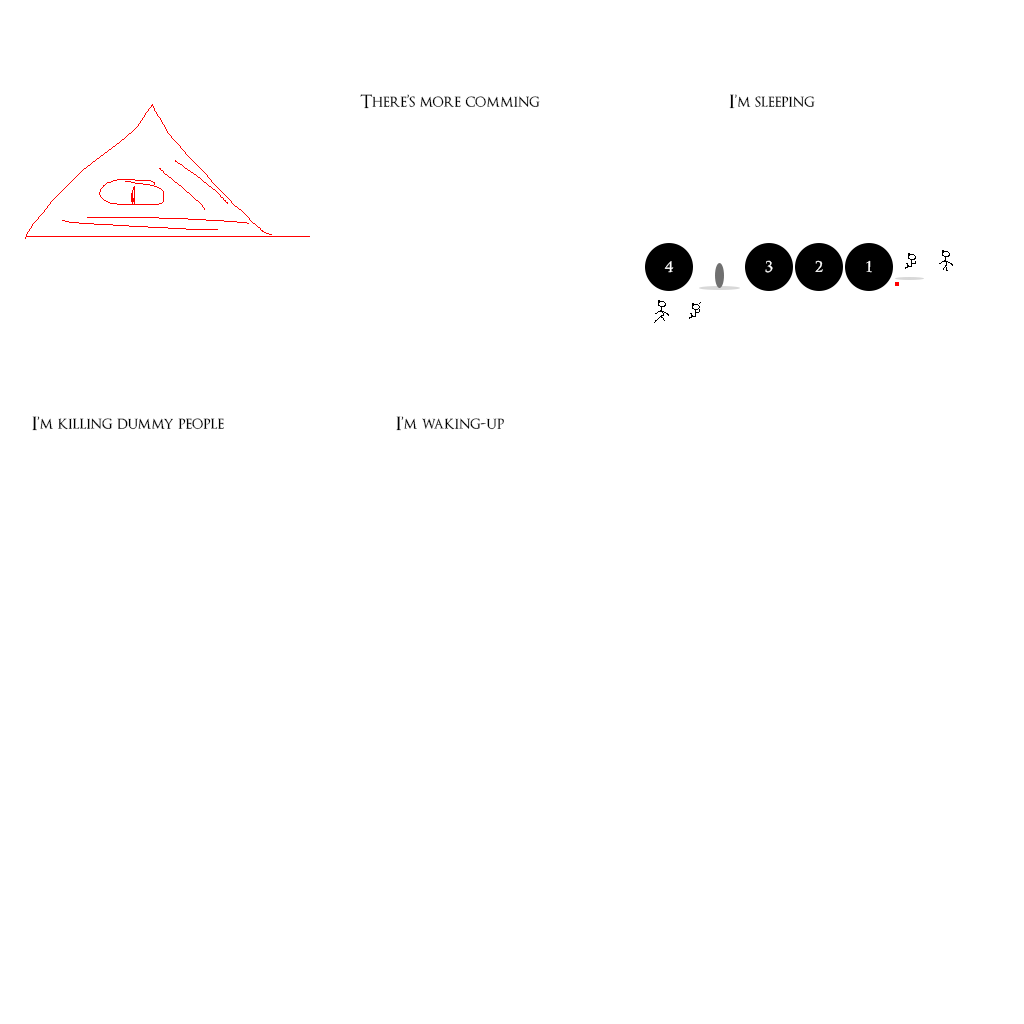 There's more comming
I'm sleeping
4 3 2 1
I'm killing dummy people
I'm waking-up